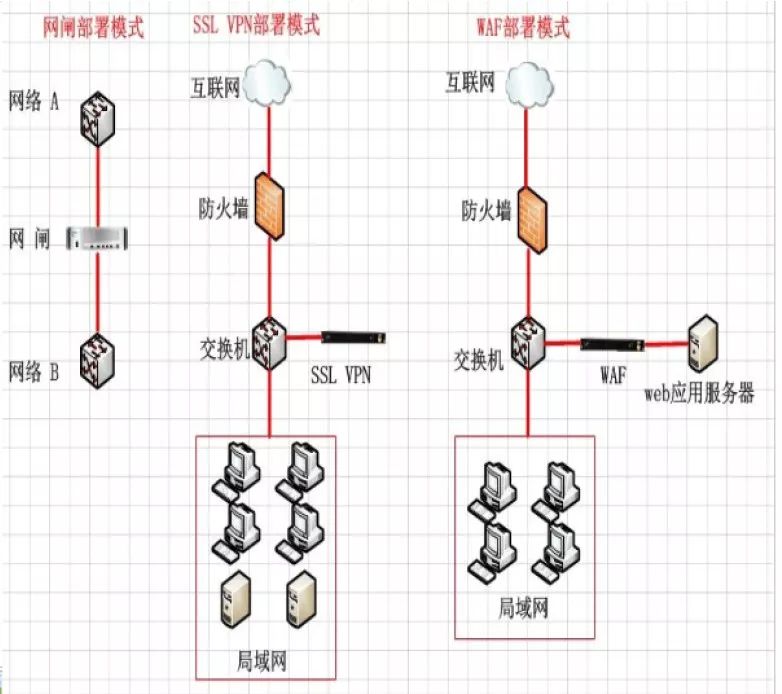 网闸部署模式
网络 A
网 闸
网络 B
SSL VPN部署模式
互联网
防火墙
交换机
SSL VPN
局域网
WAF部署模式
互联网
防火墙
交换机
WAF
web应用服务器
局域网